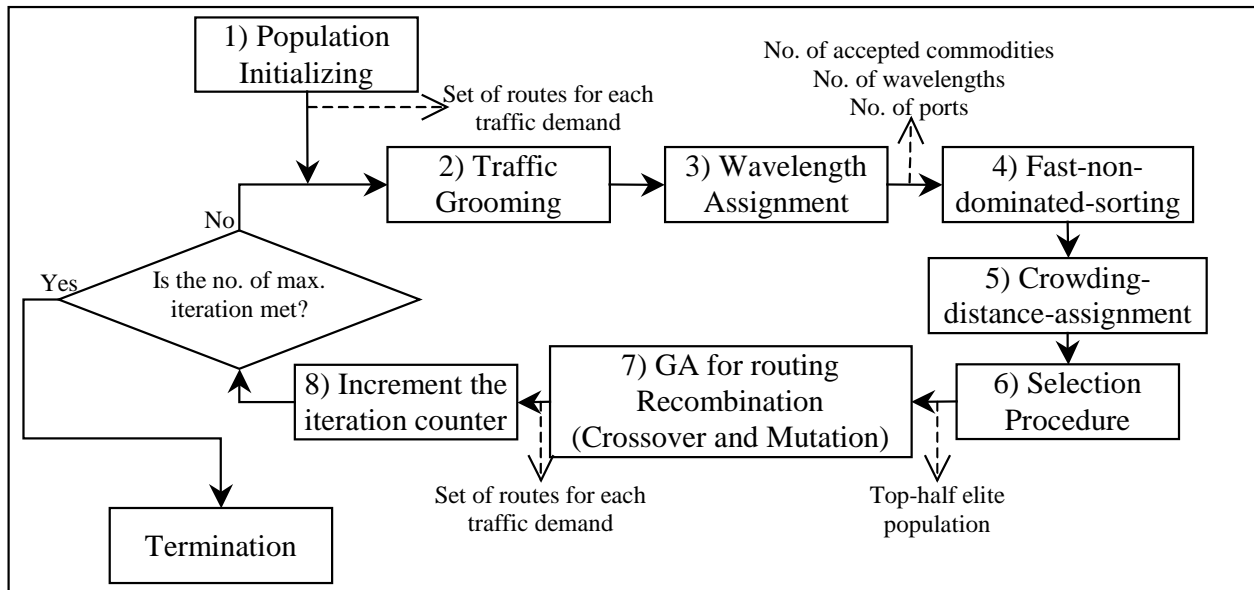 1) Population
Initializing
Set of routes for each
traffic demand
No. of accepted commodities
No. of wavelengths
No. of ports
2) Traffic
Grooming
3) Wavelength
Assignment
4) Fast-non-
dominated-sorting
5) Crowding-
distance-assignment
6) Selection
Procedure
Top-half elite
population
7) GA for routing
Recombination
(Crossover and Mutation)
Set of routes for each
traffic demand
8) Increment the
iteration counter
Is the no. of max.
iteration met?
No
Yes
Termination